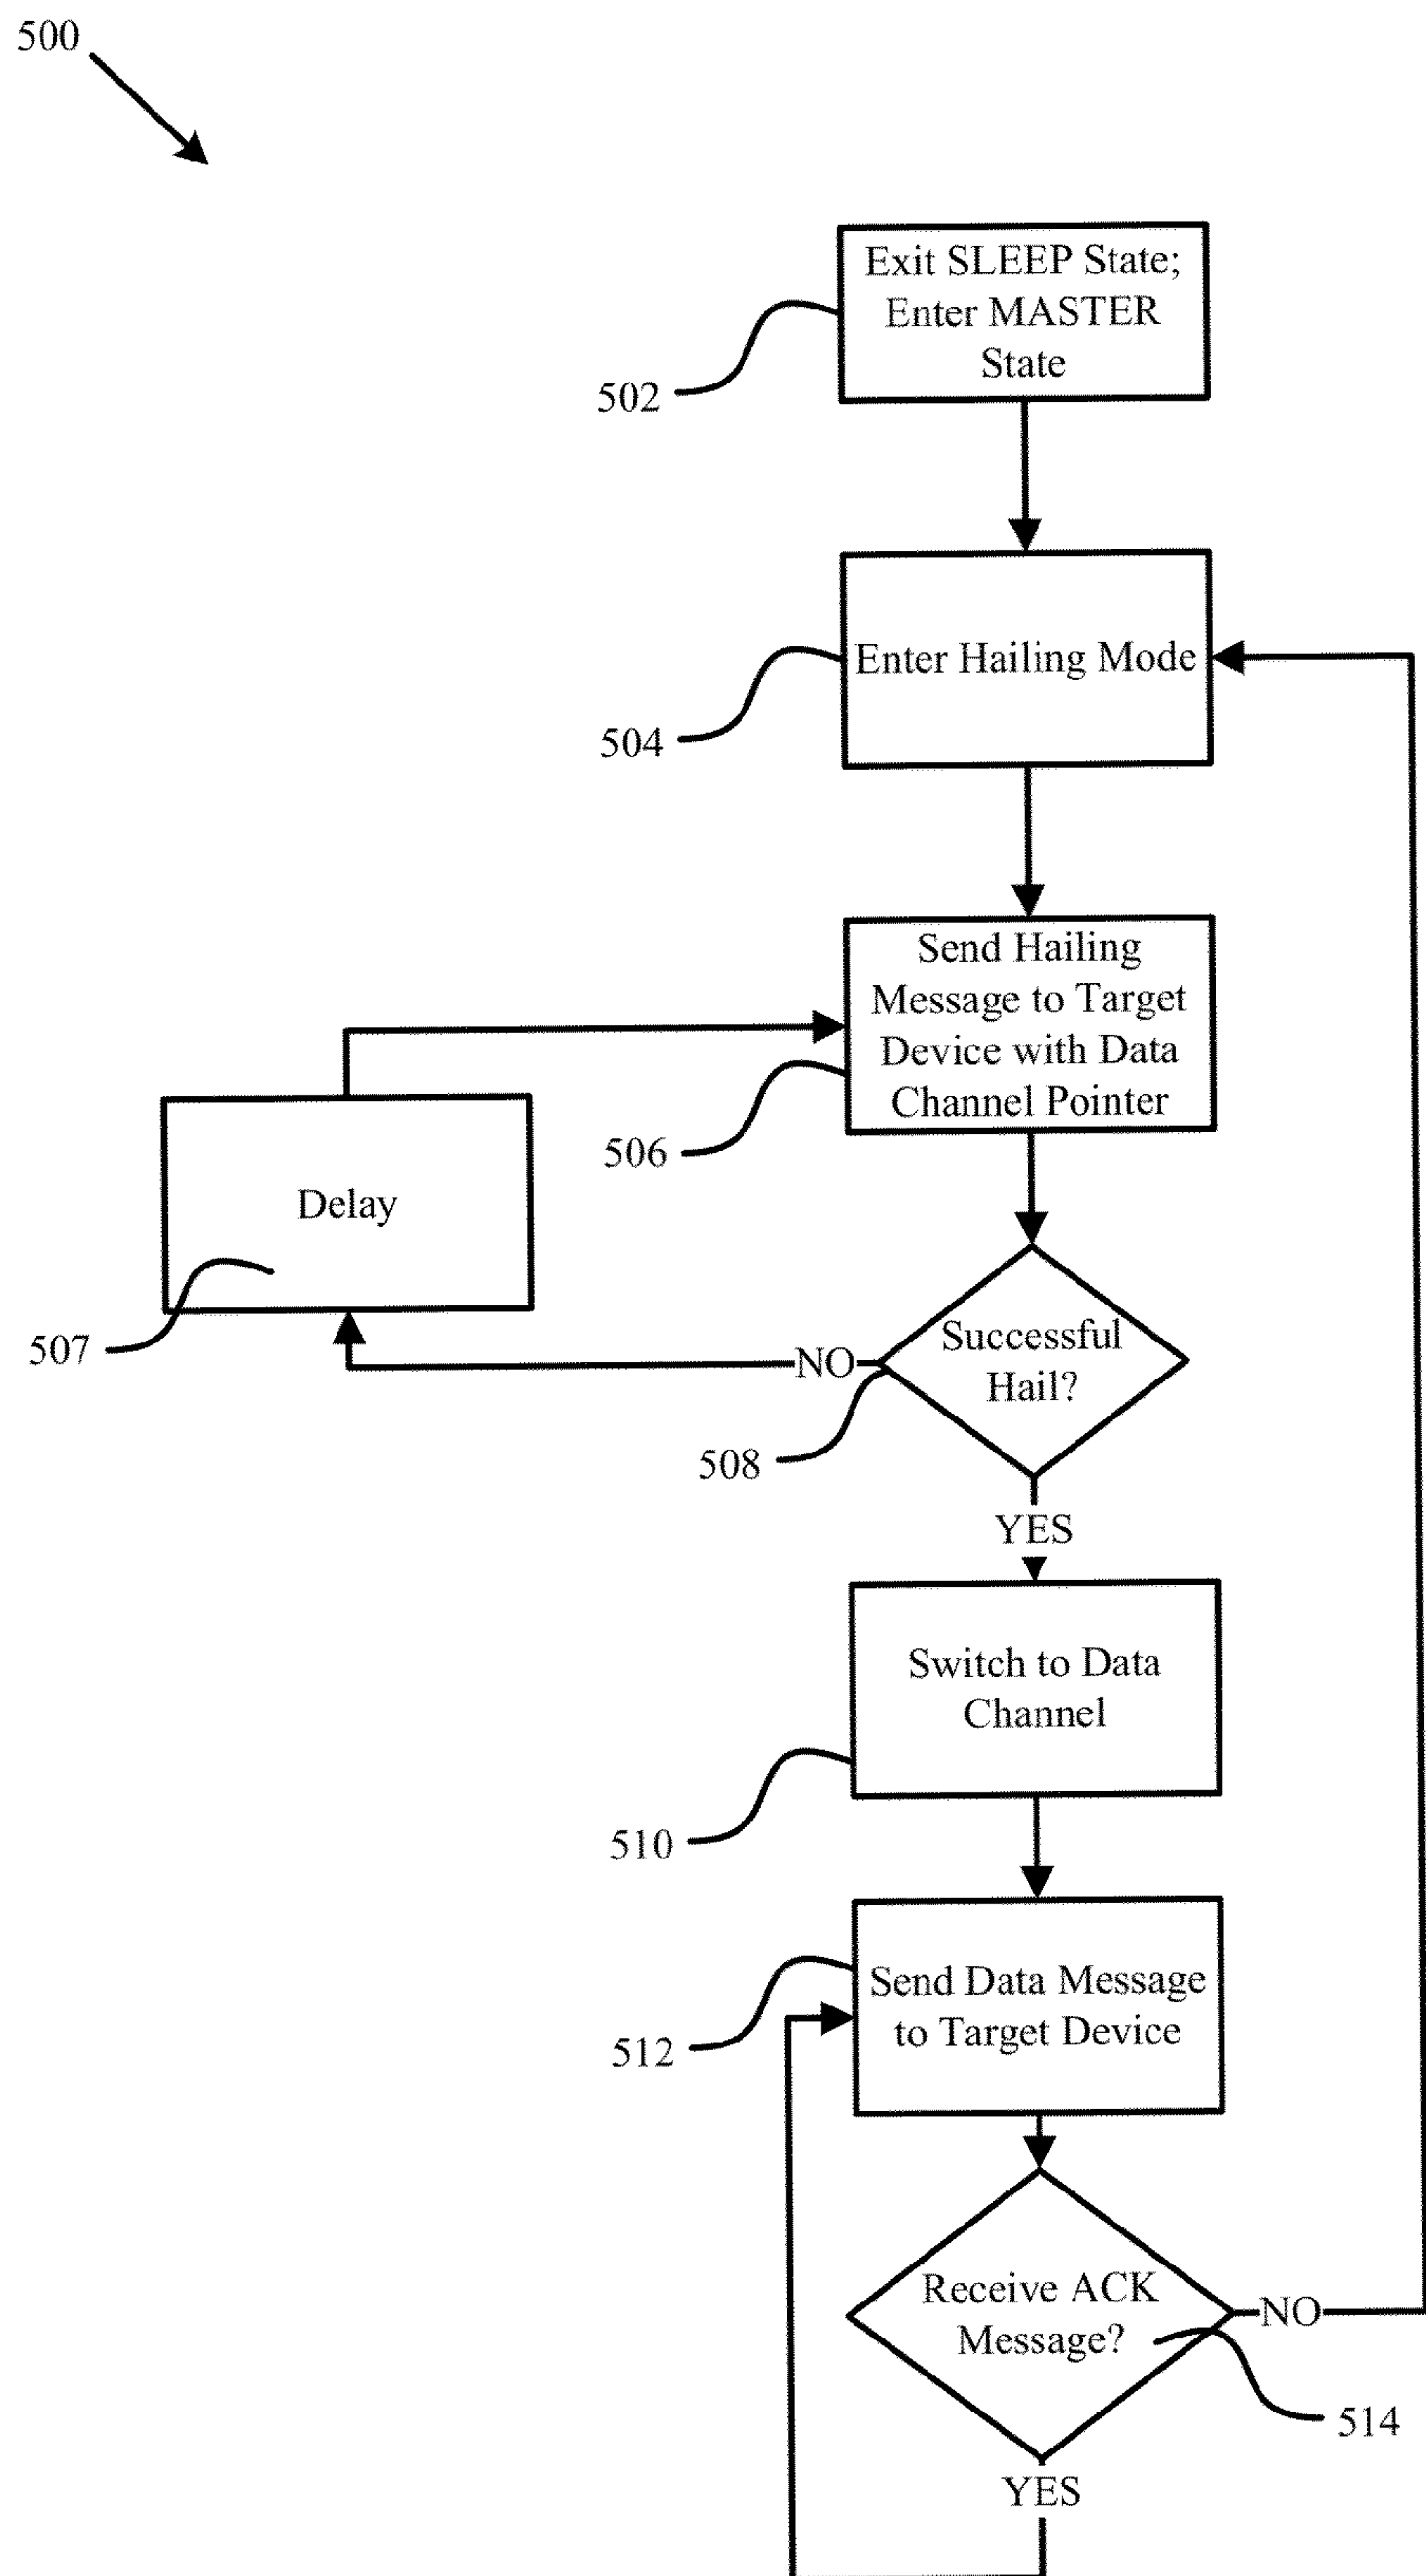 500
Exit SLEEP State;
Enter MASTER
State
502
Enter Hailing Mode
504
Send Hailing
Message to Target
Device with Data
Channel Pointer
506
Delay
507
Successful
Hail?
NO
508
YES
Switch to Data
Channel
510
Send Data Message
to Target Device
512
Receive ACK
Message?
NO
514
YES